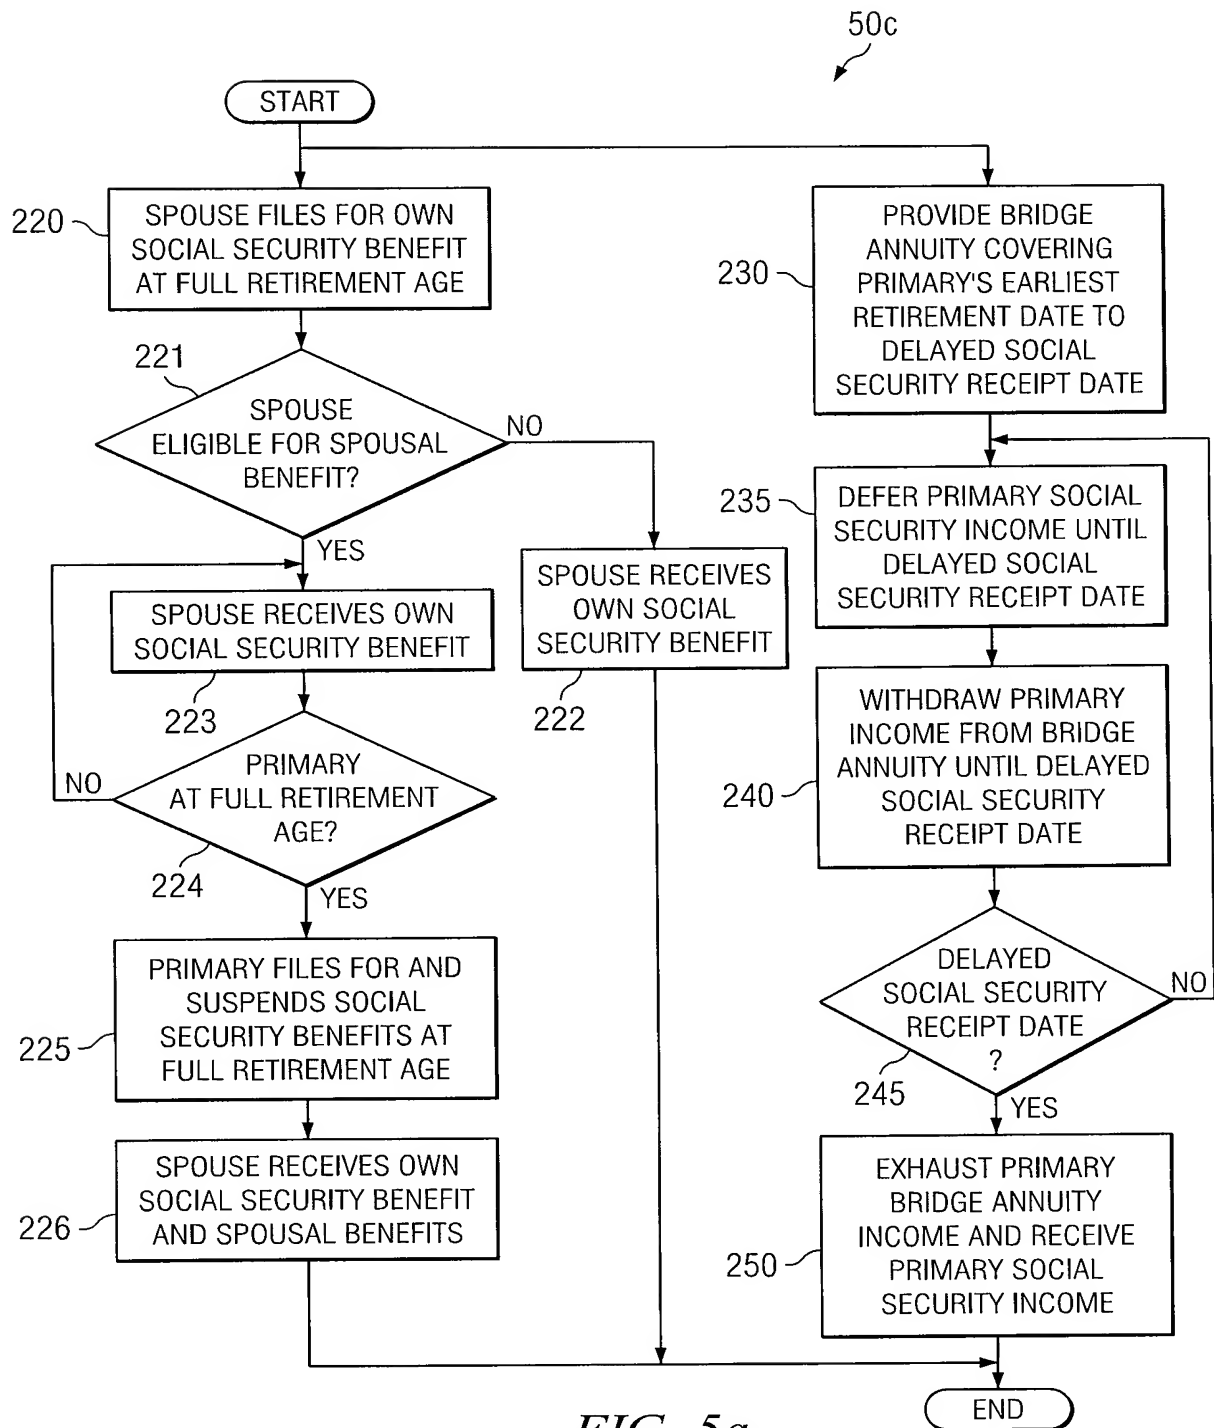 50c
START
220
SPOUSE FILES FOR OWN
SOCIAL SECURITY BENEFIT
AT FULL RETIREMENT AGE
221
SPOUSE
ELIGIBLE FOR SPOUSAL
BENEFIT?
NO
YES
SPOUSE RECEIVES OWN
SOCIAL SECURITY BENEFIT
223
SPOUSE RECEIVES
OWN SOCIAL
SECURITY BENEFIT
222
PRIMARY
AT FULL RETIREMENT
AGE?
NO
224
YES
225
PRIMARY FILES FOR AND
SUSPENDS SOCIAL
SECURITY BENEFITS AT
FULL RETIREMENT AGE
226
SPOUSE RECEIVES OWN
SOCIAL SECURITY BENEFIT
AND SPOUSAL BENEFITS
230
PROVIDE BRIDGE
ANNUITY COVERING
PRIMARY'S EARLIEST
RETIREMENT DATE TO
DELAYED SOCIAL
SECURITY RECEIPT DATE
235
DEFER PRIMARY SOCIAL
SECURITY INCOME UNTIL
DELAYED SOCIAL
SECURITY RECEIPT DATE
240
WITHDRAW PRIMARY
INCOME FROM BRIDGE
ANNUITY UNTIL DELAYED
SOCIAL SECURITY
RECEIPT DATE
DELAYED
SOCIAL SECURITY
RECEIPT DATE
?
NO
245
YES
250
EXHAUST PRIMARY
BRIDGE ANNUITY
INCOME AND RECEIVE
PRIMARY SOCIAL
SECURITY INCOME
END
FIG. 5a